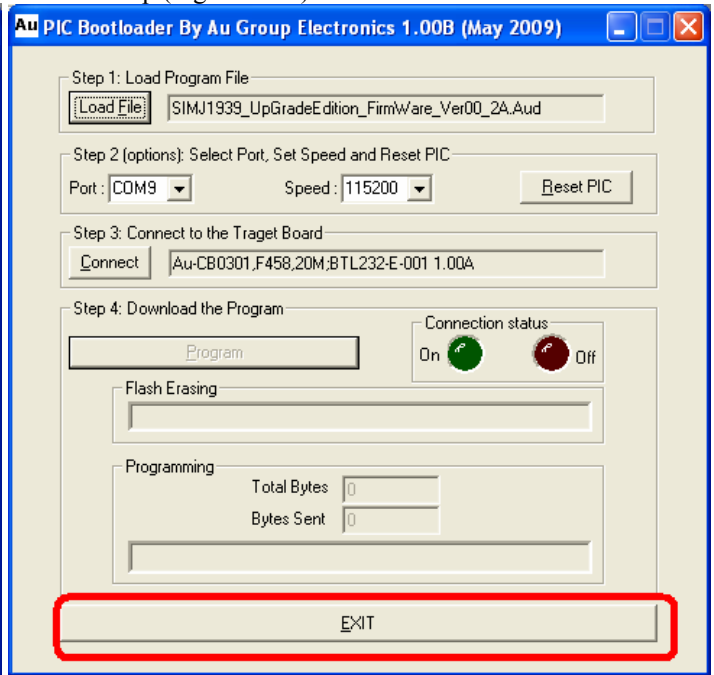 Au PIC Bootloader By Au Group Electronics 1.00B (May 2009)
Step 1: Load Program File
Load File SIMJ1939_UpGradeEdition_FirmWare_Ver00_2A.Aud
Step 2 (options): Select Port, Set Speed and Reset PIC
Port : COM9 Speed : 115200 Reset PIC
Step 3: Connect to the Traget Board
Connect Au-CB0301,F458,20M;BTL232-E-001 1.00A
Step 4: Download the Program
Connection status
Program On Off
Flash Erasing
Programming
Total Bytes 0
Bytes Sent 0
EXIT